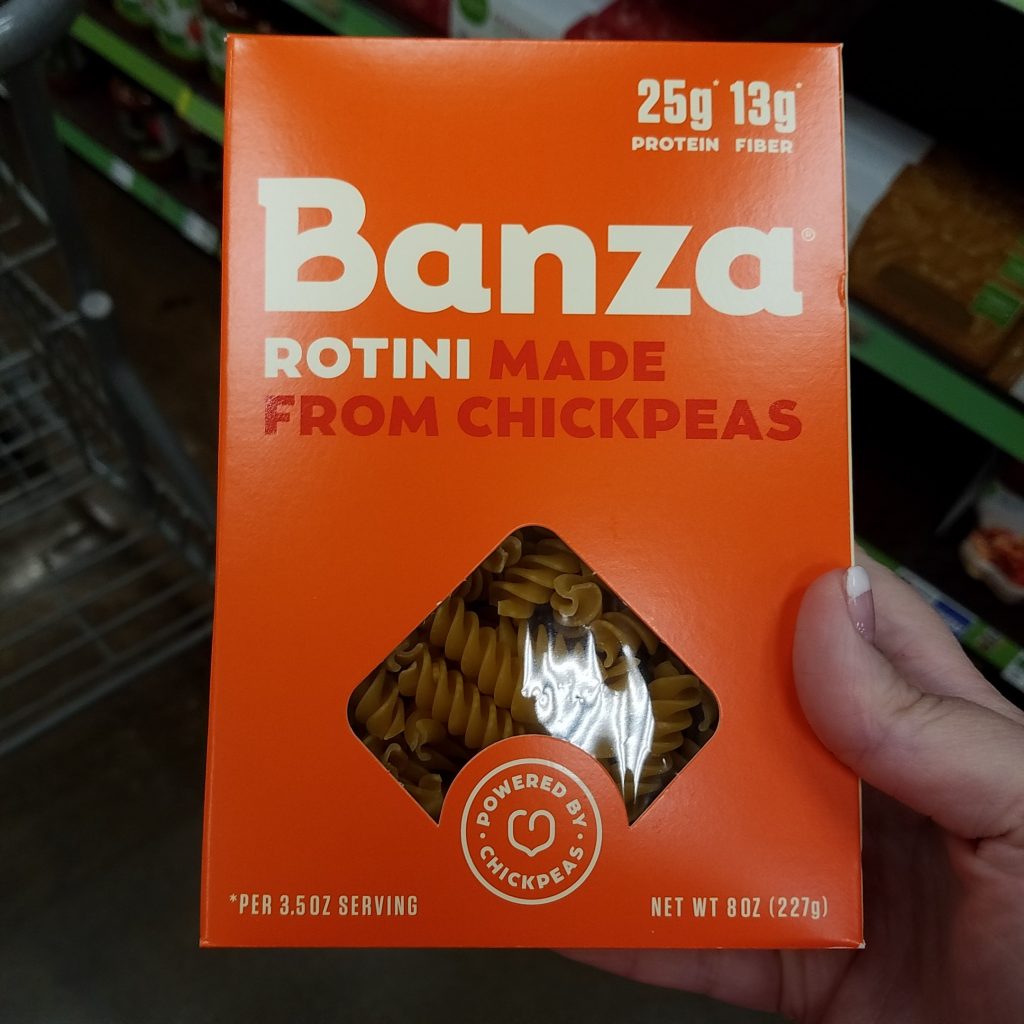 25g* 13g*
PROTEIN FIBER
Banza®
ROTINI MADE
FROM CHICKPEAS
POWERED BY
CHICKPEAS
*PER 3.5OZ SERVING
NET WT 8OZ (227g)